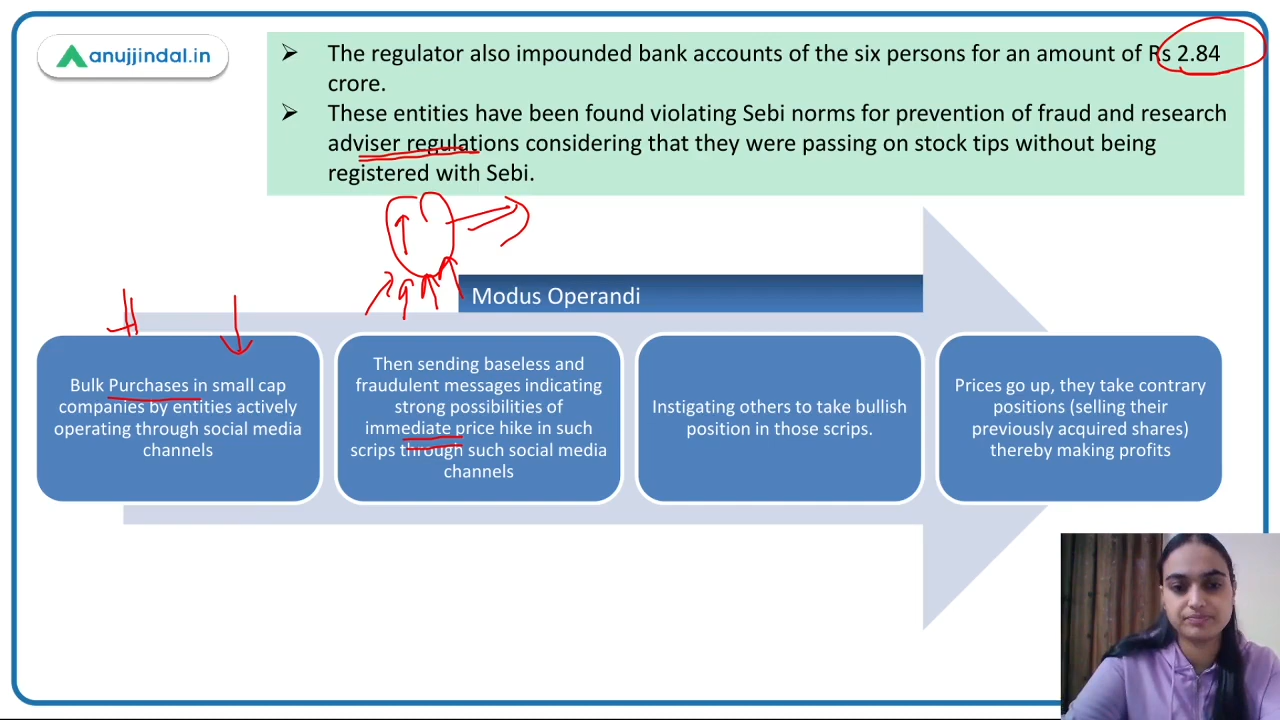 anujjindal.in
➢ The regulator also impounded bank accounts of the six persons for an amount of Rs 2.84
crore.
➢ These entities have been found violating Sebi norms for prevention of fraud and research
adviser regulations considering that they were passing on stock tips without being
registered with Sebi.
Modus Operandi
Bulk Purchases in small cap
companies by entities actively
operating through social media
channels
Then sending baseless and
fraudulent messages indicating
strong possibilities of
immediate price hike in such
scrips through such social media
channels
Instigating others to take bullish
position in those scrips.
Prices go up, they take contrary
positions (selling their
previously acquired shares)
thereby making profits